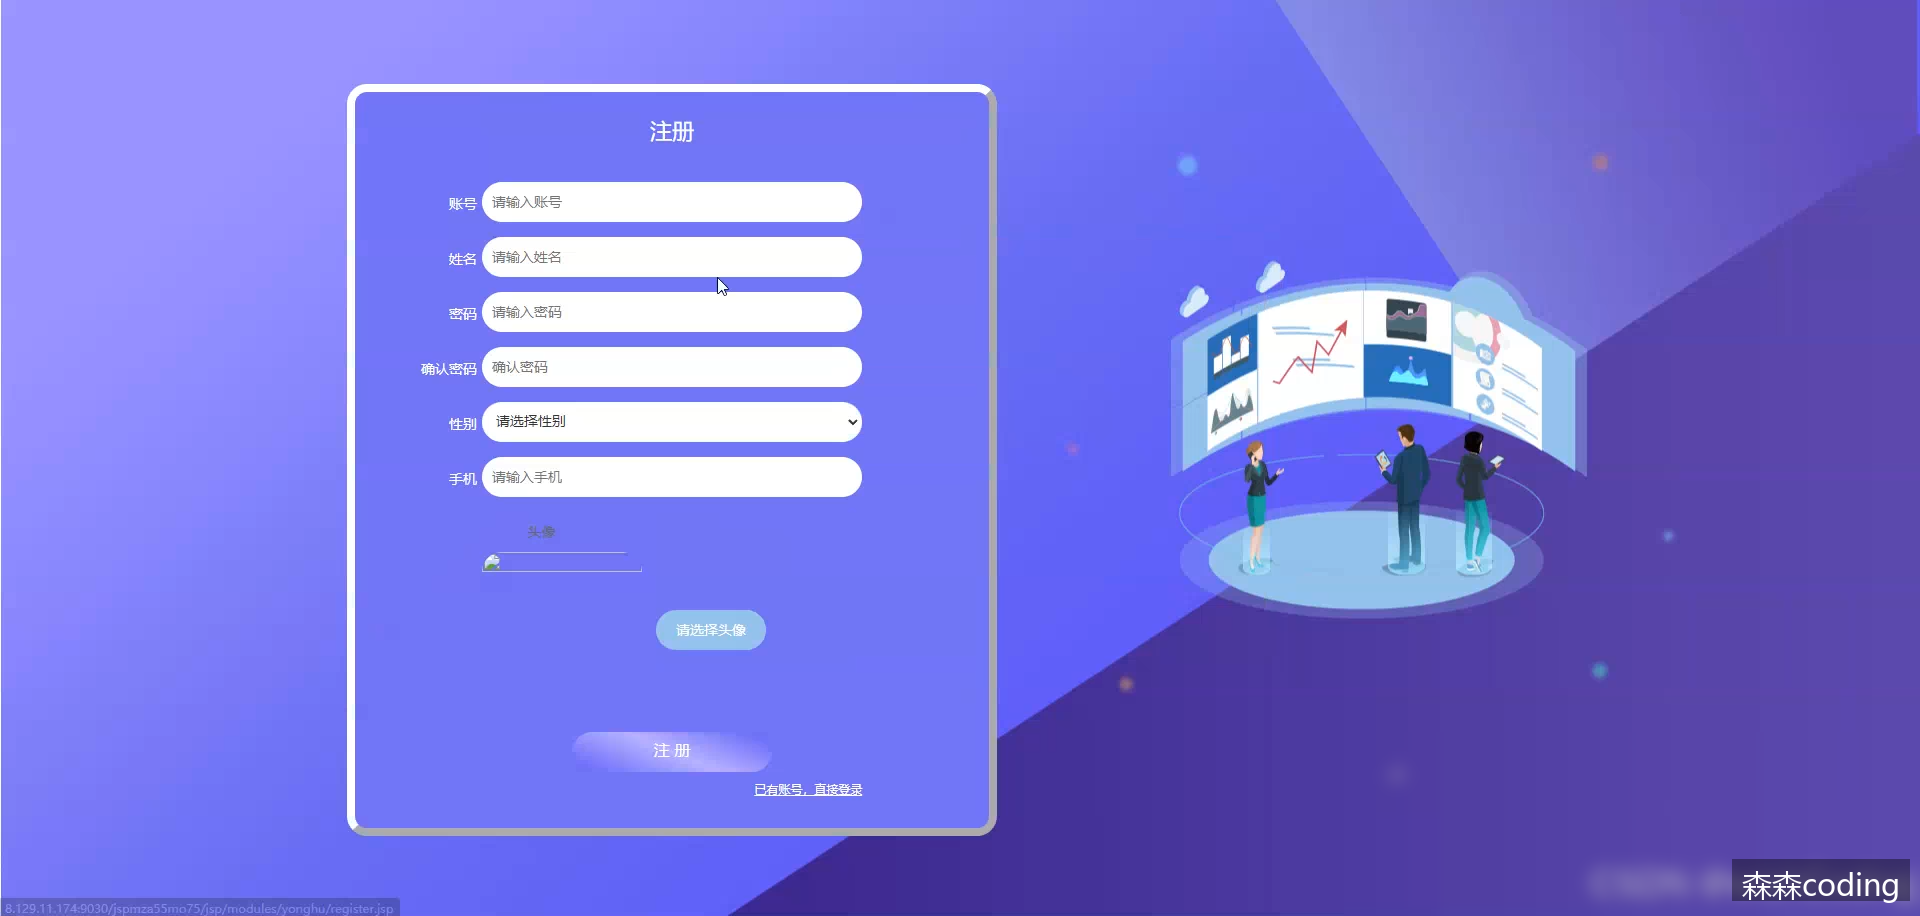 注册
账号 请输入账号
姓名 请输入姓名
密码 请输入密码
确认密码 确认密码
性别 请选择性别
手机 请输入手机
头像
请选择头像
注 册
已有账号，直接登录
8.129.11.174:9030/jspmza55mo75/jsp/modules/yonghu/register.jsp
森森coding